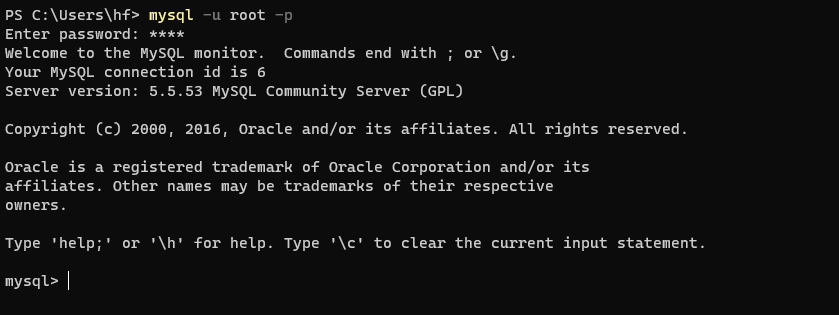 PS C:\Users\hf> mysql -u root -p
Enter password: ****
Welcome to the MySQL monitor.  Commands end with ; or \g.
Your MySQL connection id is 6
Server version: 5.5.53 MySQL Community Server (GPL)
Copyright (c) 2000, 2016, Oracle and/or its affiliates. All rights reserved.
Oracle is a registered trademark of Oracle Corporation and/or its
affiliates. Other names may be trademarks of their respective
owners.
Type 'help;' or '\h' for help. Type '\c' to clear the current input statement.
mysql>